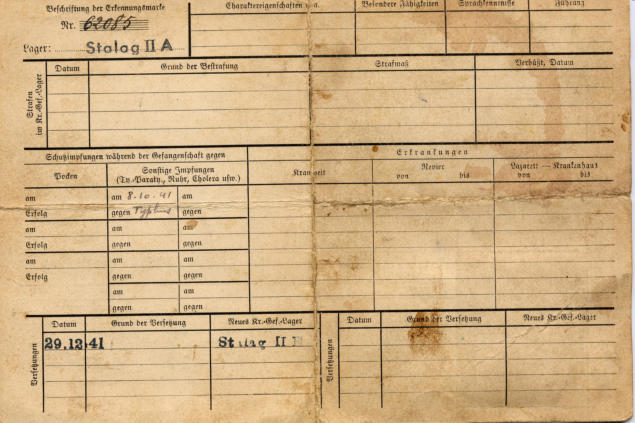 Beschriftung der Erkennungsmarke
Nr. 62085
Lager: Stalag II A
Charaktereigenschaften
Besondere Fähigkeiten
Sprachkenntnisse
Führung
Strafen im Kr.-Gef.-Lager
Datum Grund der Bestrafung Strafmaß Verbüßt, Datum
Schutzimpfungen während der Gefangenschaft gegen
Erkrankungen
Pocken
Sonstige Impfungen
(Ty.-Paraty., Ruhr, Cholera usw.)
Krankheit
Revier
von bis
Lazarett — Krankenhaus
von bis
am am 8.10.41 am
Erfolg gegen Typhus gegen
am am am
Erfolg gegen gegen
am am am
Erfolg gegen gegen
am am
gegen gegen
Versetzungen
Datum Grund der Versetzung Neues Kr.-Gef.-Lager
29.12.41 Stalag II
Versetzungen
Datum Grund der Versetzung Neues Kr.-Gef.-Lager